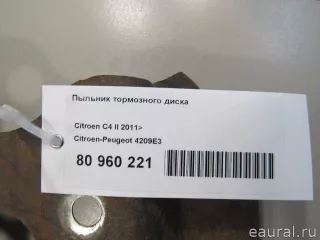 Пыльник тормозного диска
Citroen C4 II 2011>
Citroen-Peugeot 4209E3
80 960 221
eaural.ru